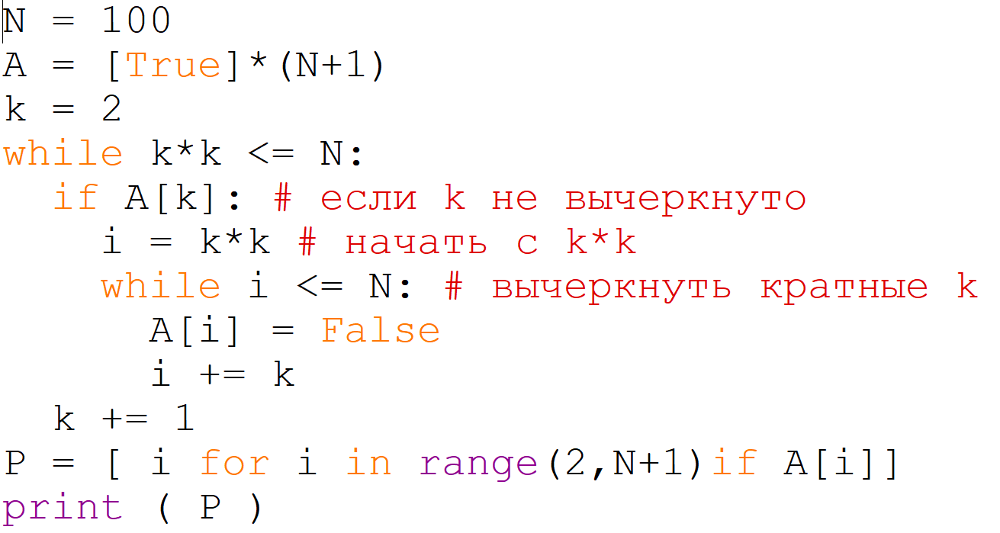 N = 100
A = [True]*(N+1)
k = 2
while k*k <= N:
  if A[k]: # если k не вычеркнуто
    i = k*k # начать с k*k
    while i <= N: # вычеркнуть кратные k
      A[i] = False
      i += k
  k += 1
P = [ i for i in range(2,N+1)if A[i]]
print ( P )